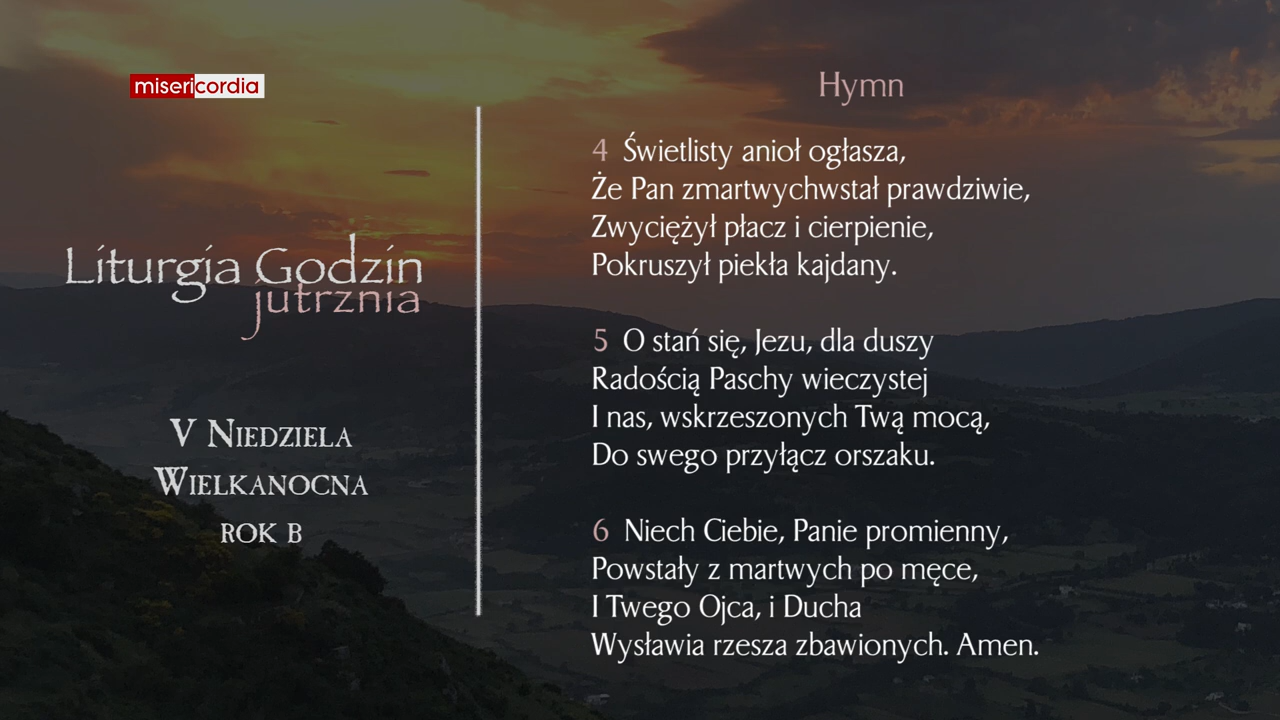 misericordia
Liturgia Godzin
jutrznia
V Niedziela
Wielkanocna
rok B
Hymn
4 Świetlisty anioł ogłasza,
Że Pan zmartwychwstał prawdziwie,
Zwyciężył płacz i cierpienie,
Pokruszył piekła kajdany.
5 O stań się, Jezu, dla duszy
Radością Paschy wieczystej
I nas, wskrzeszonych Twą mocą,
Do swego przyłącz orszaku.
6 Niech Ciebie, Panie promienny,
Powstały z martwych po męce,
I Twego Ojca, i Ducha
Wysławia rzesza zbawionych. Amen.